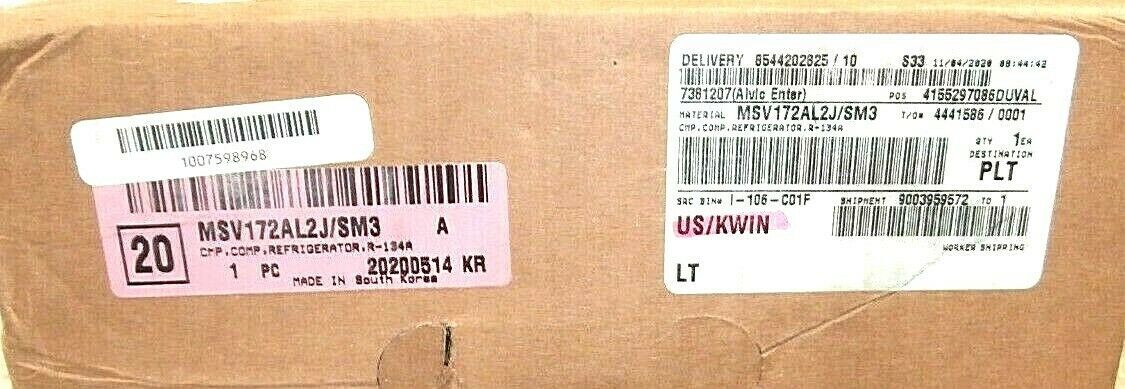 1007598968
20
MSV172AL2J/SM3 A
CMP.COMP.REFRIGERATOR.R-134A
1 PC 20200514 KR
MADE IN South Korea
DELIVERY 8544202825 / 10 S33 11/04/2020 08:44:42
7381207(Alvic Enter) POS 4155297086DUVAL
MATERIAL MSV172AL2J/SM3 T/O# 4441586 / 0001
CMP.COMP.REFRIGERATOR.R-134A
QTY 1EA
DESTINATION
PLT
SRC BIN# I-106-C01F SHIPMENT 9003959572 TO 1
US/KWIN
WORKER SHIPPING
LT